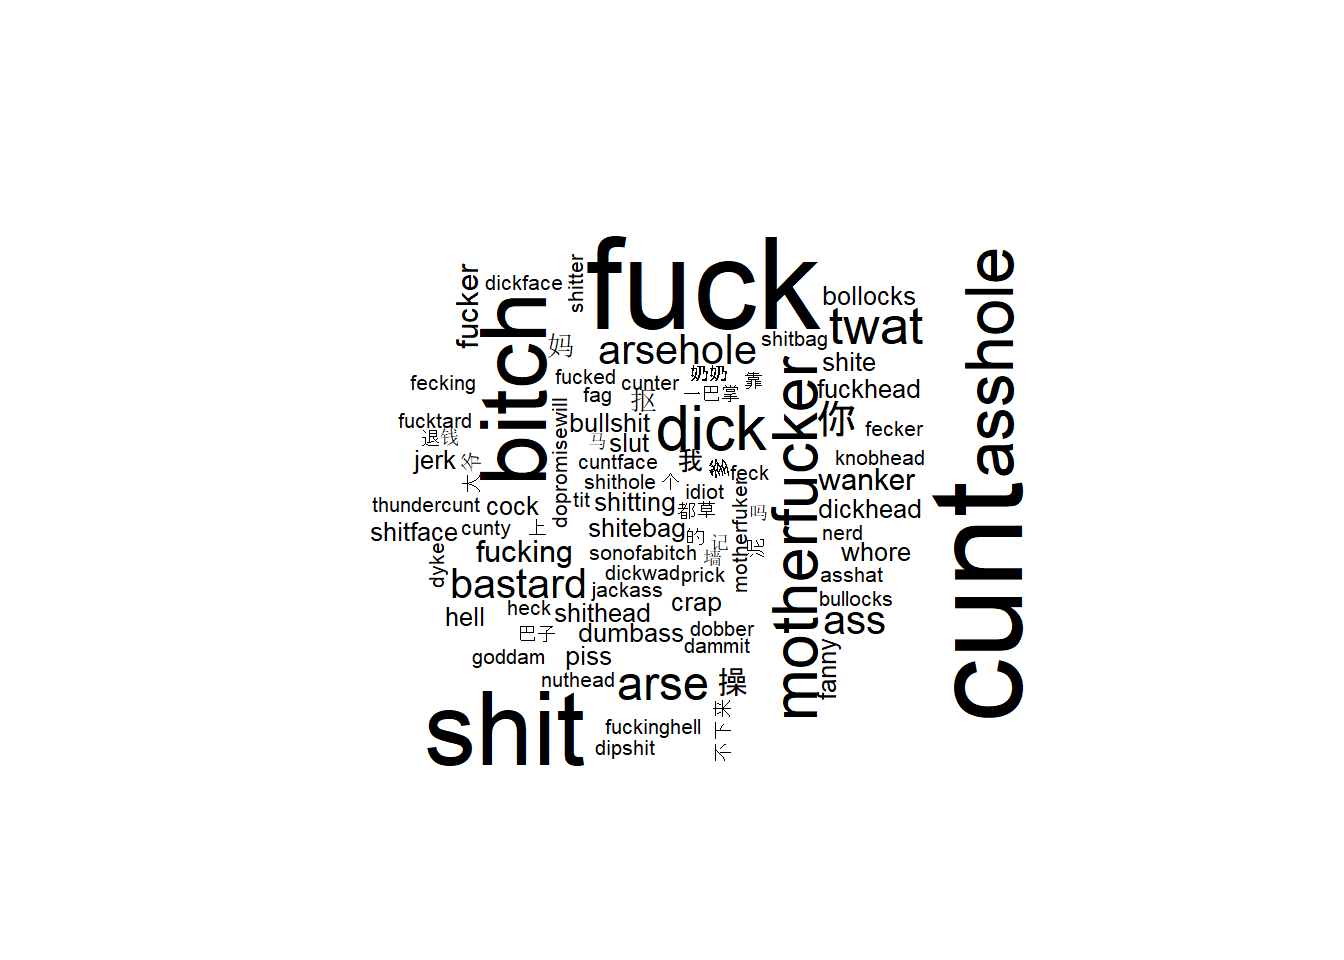 fuck
shitter
dickface
fucker
bitch
bollocks
twat
asshole
妈
arsehole
shitbag
shite
motherfucker
fecking
fucked
cunter
奶奶
靠
fag
一巴掌
抠
fuckhead
fucktard
退钱
dopromisewill
bullshit
dick
你
fecker
马
slut
jerk
大爷
cuntface
我
feck
knobhead
shithole
个
idiot
wanker
cunt
thundercunt
cock
tit
shitting
都草
motherfuker
吗
dickhead
shitface
cunty
上
shitebag
的
记
泥
nerd
dyke
fucking
sonofabitch
墙
whore
bastard
dickwad
prick
asshat
jackass
hell
heck
shithead
crap
bullocks
巴子
dumbass
dobber
ass
goddam
piss
dammit
fanny
nuthead
arse
操
shit
fuckinghell
不下来
dipshit